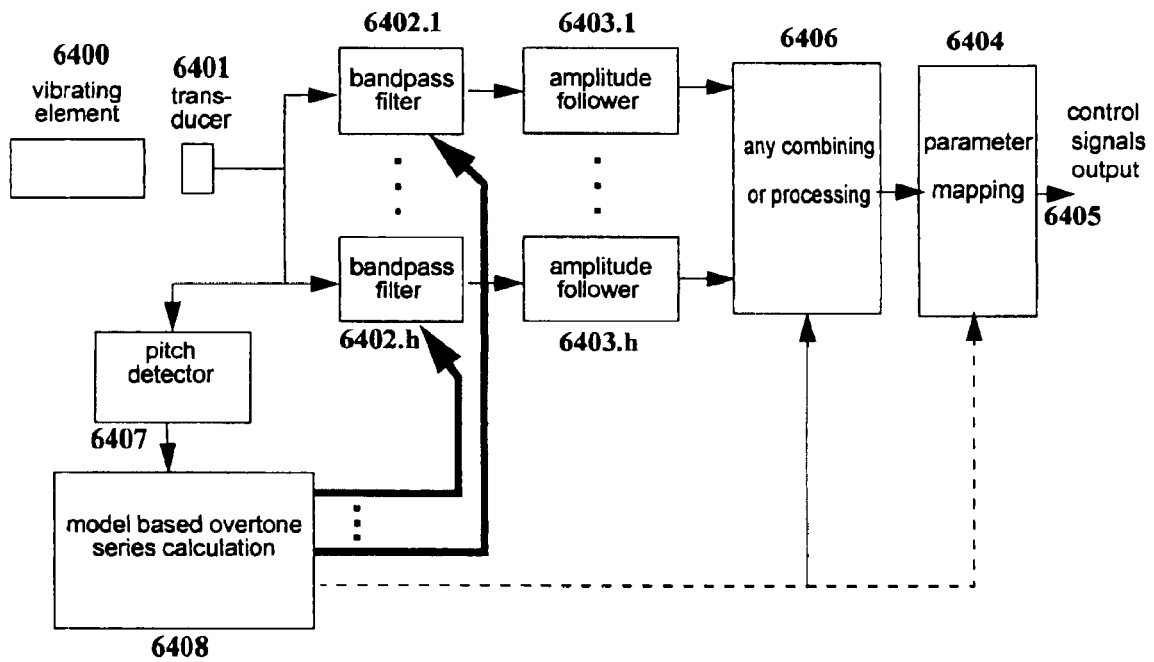 6400
vibrating
element
6401
trans-
ducer
6402.1
bandpass
filter
6403.1
amplitude
follower
6406
any combining
or processing
6404
parameter
mapping
control
signals
output
6405
bandpass
filter
6402.h
amplitude
follower
6403.h
pitch
detector
6407
model based overtone
series calculation
6408